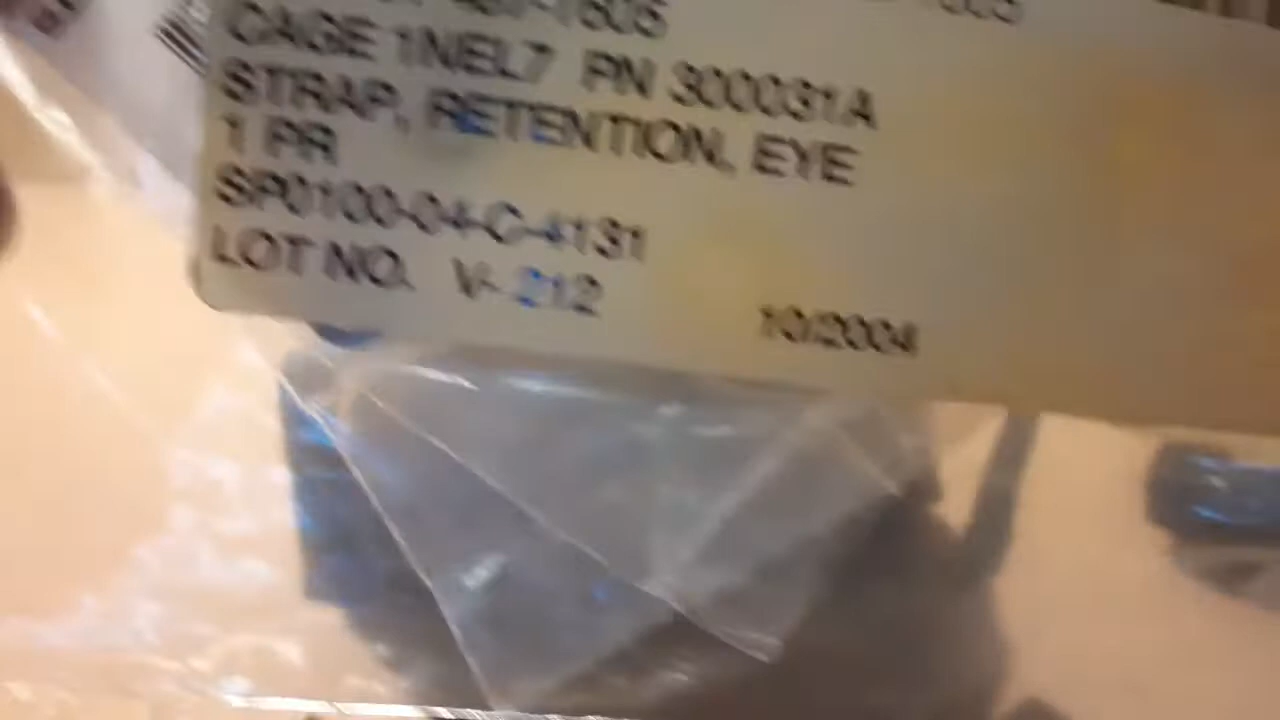 CAGE 1NEL7 PN 300031A
STRAP, RETENTION, EYE
1 PR
SP0100-04-C-4131
LOT NO. V-212 10/2004